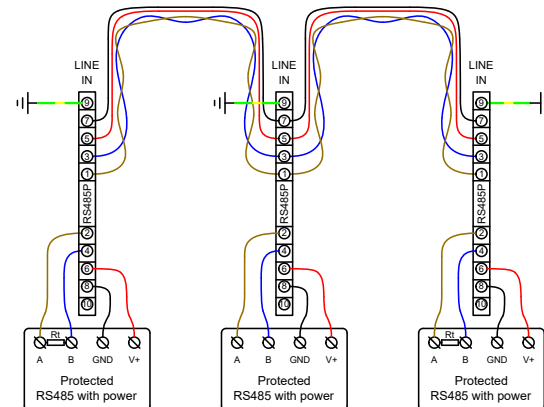 LINE LINE LINE
IN IN IN
9 9 9
7 7 7
5 5 5
3 3 3
1 1 1
RS485P RS485P RS485P
2 2 2
4 4 4
6 6 6
8 8 8
10 10 10
Rt Rt
A B GND V+ A B GND V+ A B GND V+
Protected Protected Protected
RS485 with power RS485 with power RS485 with power